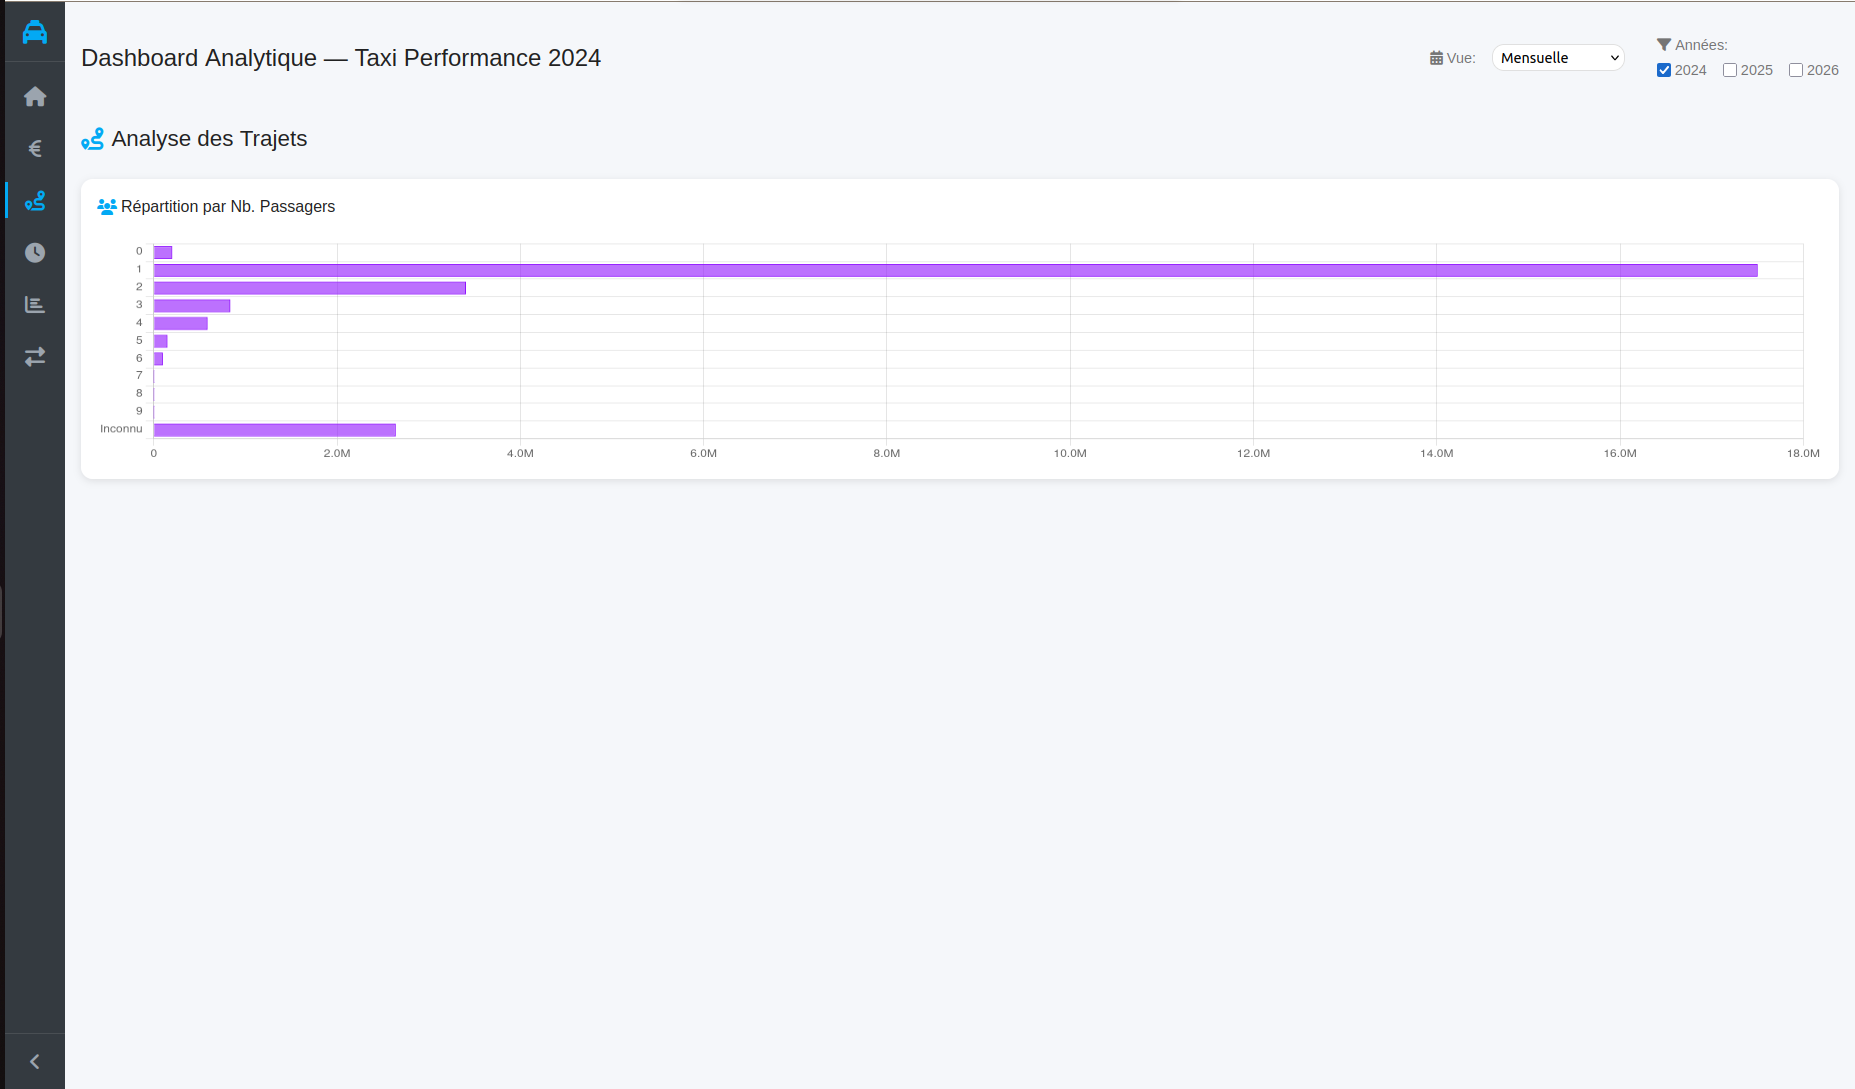 Dashboard Analytique — Taxi Performance 2024
Vue:
Mensuelle
Années:
2024
2025
2026
Analyse des Trajets
Répartition par Nb. Passagers
0
1
2
3
4
5
6
7
8
9
Inconnu
0 2.0M 4.0M 6.0M 8.0M 10.0M 12.0M 14.0M 16.0M 18.0M